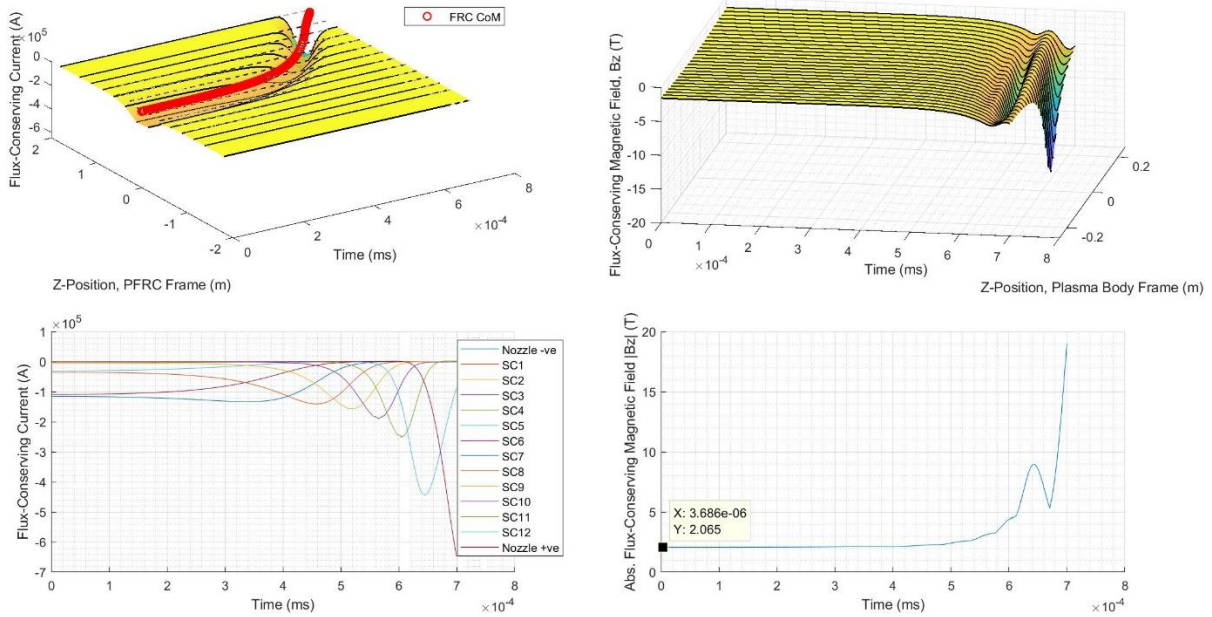 ×10⁵
Flux-Conserving Current (A)
0
-2
-4
-6
2
1
0
-1
-2
Z-Position, PFRC Frame (m)
0
2
4
6
8
×10⁻⁴
Time (ms)
FRC CoM
Flux-Conserving Magnetic Field, Bz (T)
0
-5
-10
-15
-20
0
1
2
3
4
5
6
7
8
×10⁻⁴
Time (ms)
0.2
0
-0.2
Z-Position, Plasma Body Frame (m)
×10⁵
Flux-Conserving Current (A)
1
0
-1
-2
-3
-4
-5
-6
-7
0
1
2
3
4
5
6
7
8
Time (ms)
×10⁻⁴
Nozzle -ve
SC1
SC2
SC3
SC4
SC5
SC6
SC7
SC8
SC9
SC10
SC11
SC12
Nozzle +ve
Abs. Flux-Conserving Magnetic Field |Bz| (T)
20
15
10
5
0
X: 3.686e-06
Y: 2.065
0
1
2
3
4
5
6
7
8
Time (ms)
×10⁻⁴